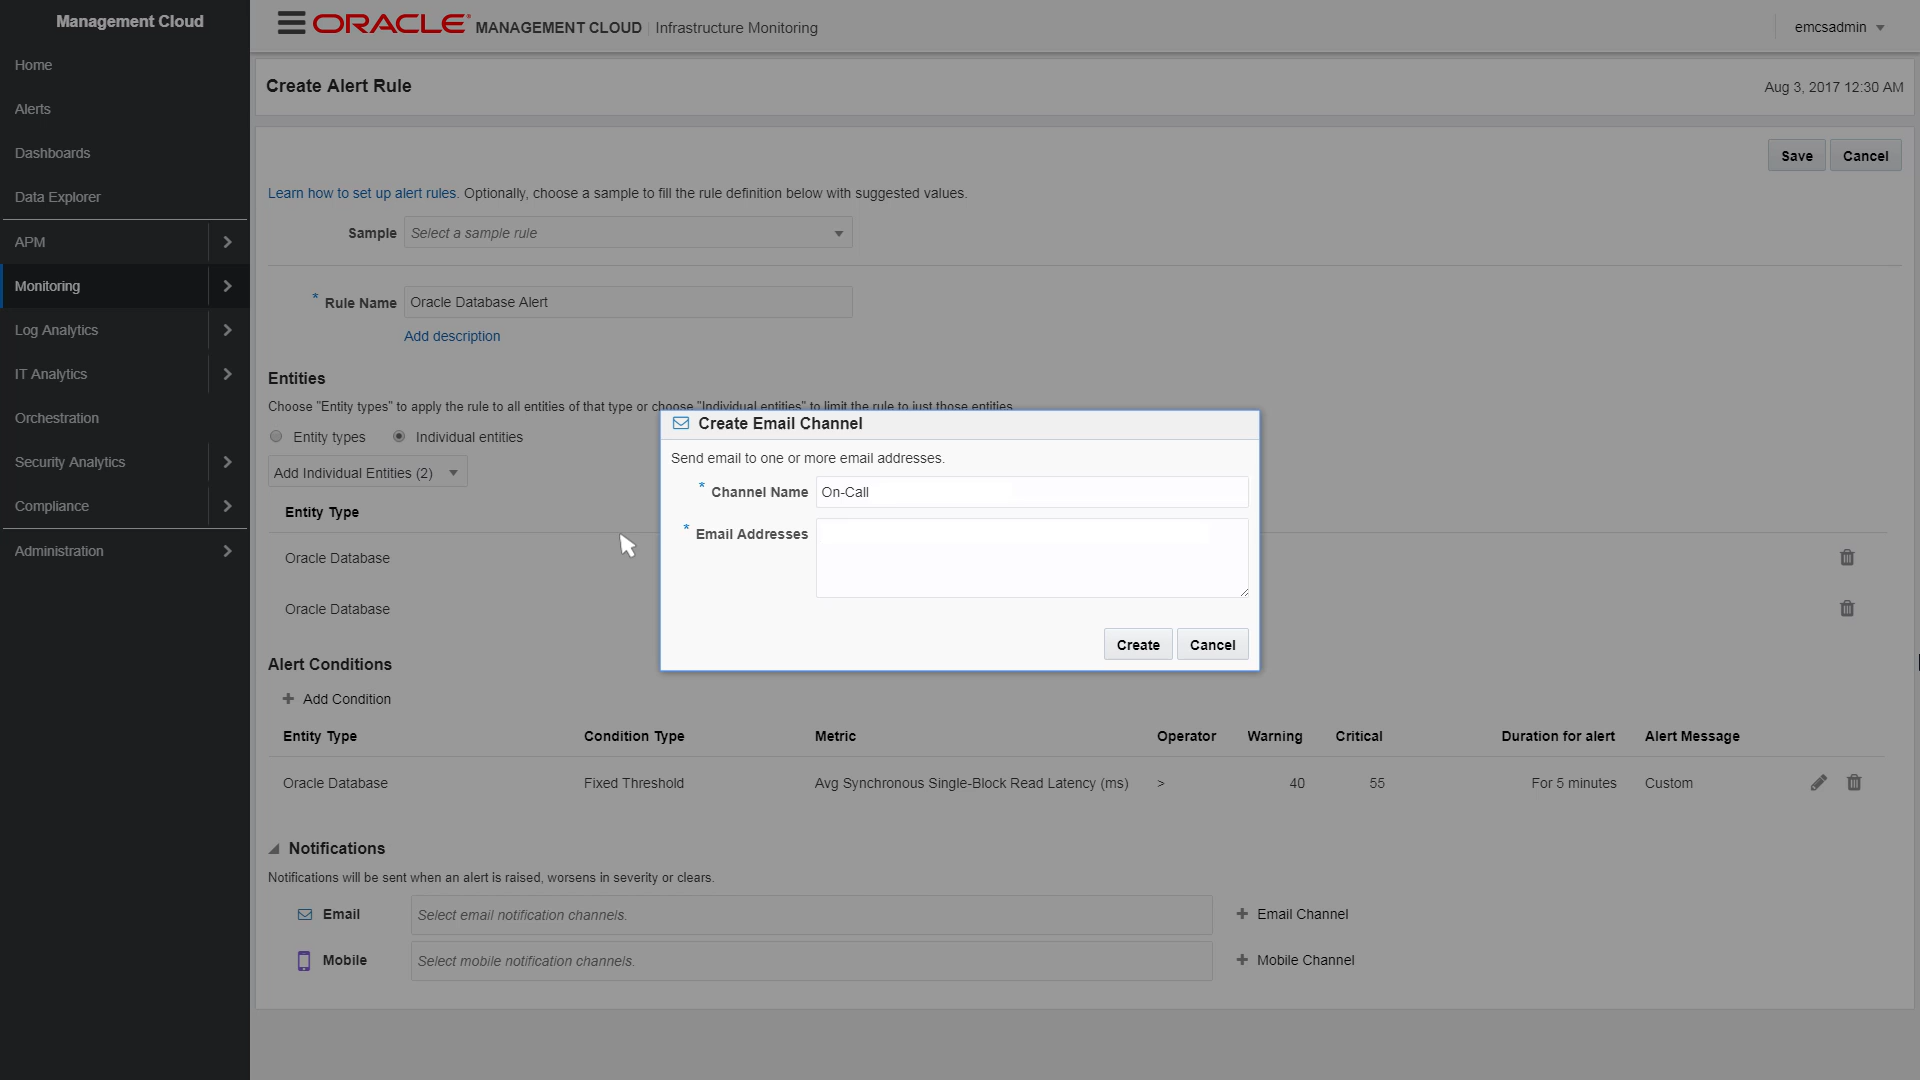 Management Cloud
Home
Alerts
Dashboards
Data Explorer
APM
Monitoring
Log Analytics
IT Analytics
Orchestration
Security Analytics
Compliance
Administration
ORACLE® MANAGEMENT CLOUD Infrastructure Monitoring
emcsadmin
Create Alert Rule
Aug 3, 2017 12:30 AM
Save Cancel
Learn how to set up alert rules. Optionally, choose a sample to fill the rule definition below with suggested values.
Sample Select a sample rule
* Rule Name Oracle Database Alert
Add description
Entities
Choose "Entity types" to apply the rule to all entities of that type or choose "Individual entities" to limit the rule to just those entities.
Entity types Individual entities
Add Individual Entities (2)
Entity Type
Oracle Database
Oracle Database
Create Email Channel
Send email to one or more email addresses.
* Channel Name On-Call
* Email Addresses
Create Cancel
Alert Conditions
+ Add Condition
Entity Type Condition Type Metric Operator Warning Critical Duration for alert Alert Message
Oracle Database Fixed Threshold Avg Synchronous Single-Block Read Latency (ms) > 40 55 For 5 minutes Custom
Notifications
Notifications will be sent when an alert is raised, worsens in severity or clears.
Email Select email notification channels. + Email Channel
Mobile Select mobile notification channels. + Mobile Channel